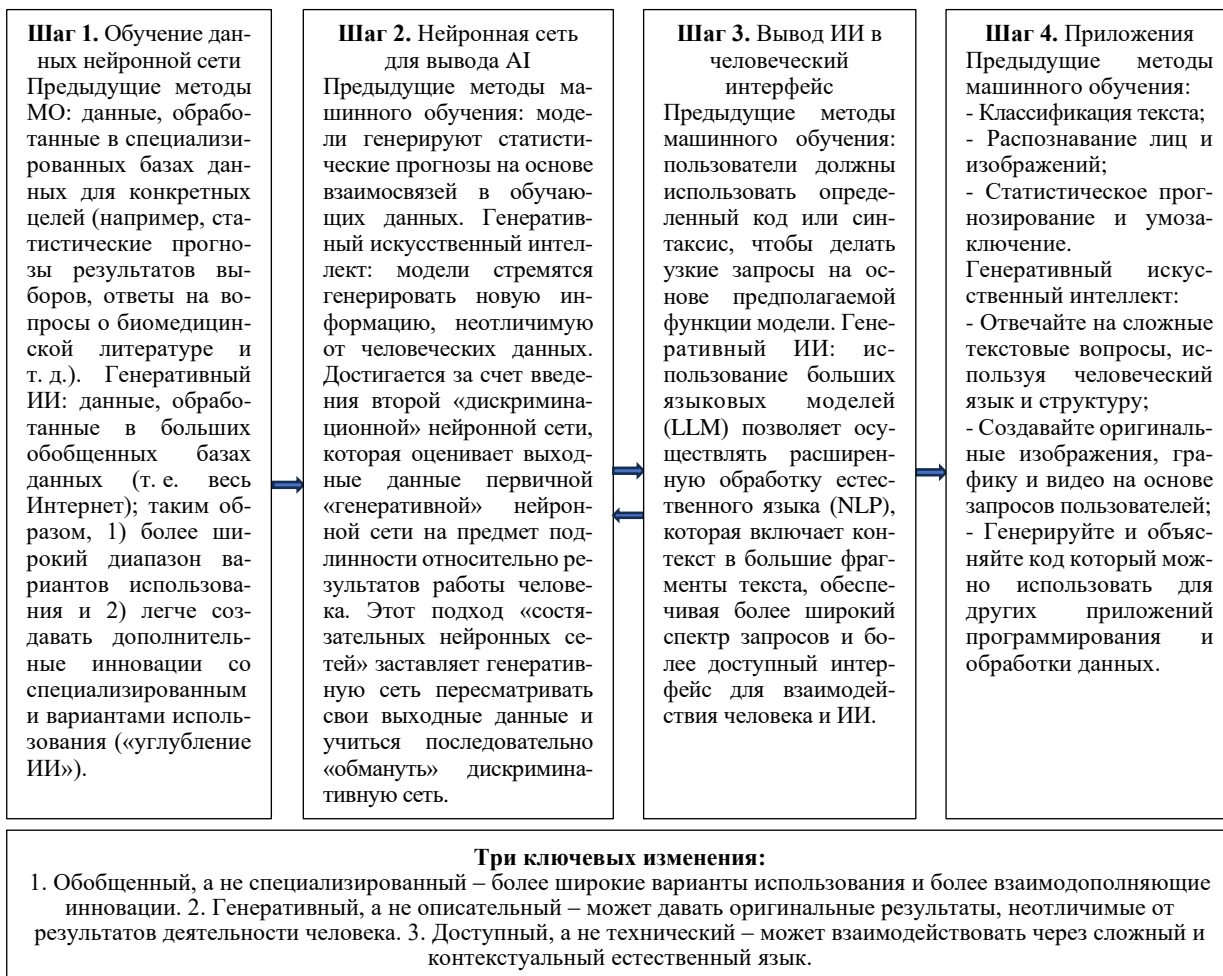 Шаг 1. Обучение дан-
ных нейронной сети
Предыдущие методы
МО: данные, обрабо-
танные в специализи-
рованных базах дан-
ных для конкретных
целей (например, ста-
тистические прогно-
зы результатов вы-
боров, ответы на во-
просы о биомедицин-
ской литературе и
т. д.). Генеративный
ИИ: данные, обрабо-
танные в больших
обобщенных базах
данных (т. е. весь
Интернет); таким об-
разом, 1) более ши-
рокий диапазон ва-
риантов использова-
ния и 2) легче соз-
давать дополнитель-
ные инновации со
специализированным
и вариантами исполь-
зования («углубление
ИИ»).
Шаг 2. Нейронная сеть
для вывода AI
Предыдущие методы ма-
шинного обучения: моде-
ли генерируют статисти-
ческие прогнозы на основе
взаимосвязей в обучаю-
щих данных. Генератив-
ный искусственный интел-
лект: модели стремятся
генерировать новую ин-
формацию, неотличимую
от человеческих данных.
Достигается за счет введе-
ния второй «дискримина-
ционной» нейронной сети,
которая оценивает выход-
ные данные первичной
«генеративной» нейрон-
ной сети на предмет под-
линности относительно ре-
зультатов работы челове-
ка. Этот подход «состя-
зательных нейронных се-
тей» заставляет генератив-
ную сеть пересматривать
свои выходные данные и
учиться последовательно
«обмануть» дискримина-
тивную сеть.
Шаг 3. Вывод ИИ в
человеческий
интерфейс
Предыдущие методы
машинного обучения:
пользователи должны
использовать опреде-
ленный код или син-
таксис, чтобы делать
узкие запросы на ос-
нове предполагаемой
функции модели. Гене-
ративный ИИ: ис-
пользование больших
языковых моделей
(LLM) позволяет осу-
ществлять расширен-
ную обработку естес-
твенного языка (NLP),
которая включает кон-
текст в большие фраг-
менты текста, обеспе-
чивая более широкий
спектр запросов и бо-
лее доступный интер-
фейс для взаимодей-
ствия человека и ИИ.
Шаг 4. Приложения
Предыдущие методы
машинного обучения:
- Классификация текста;
- Распознавание лиц и
изображений;
- Статистическое прог-
нозирование и умоза-
ключение.
Генеративный искус-
ственный интеллект:
- Отвечайте на сложные
текстовые вопросы, ис-
пользуя человеческий
язык и структуру;
- Создавайте оригиналь-
ные изображения, гра-
фику и видео на основе
запросов пользователей;
- Генерируйте и объяс-
няйте код который мож-
но использовать для
других приложений
программирования и
обработки данных.
Три ключевых изменения:
1. Обобщенный, а не специализированный – более широкие варианты использования и более взаимодополняющие
инновации. 2. Генеративный, а не описательный – может давать оригинальные результаты, неотличимые от
результатов деятельности человека. 3. Доступный, а не технический – может взаимодействовать через сложный и
контекстуальный естественный язык.